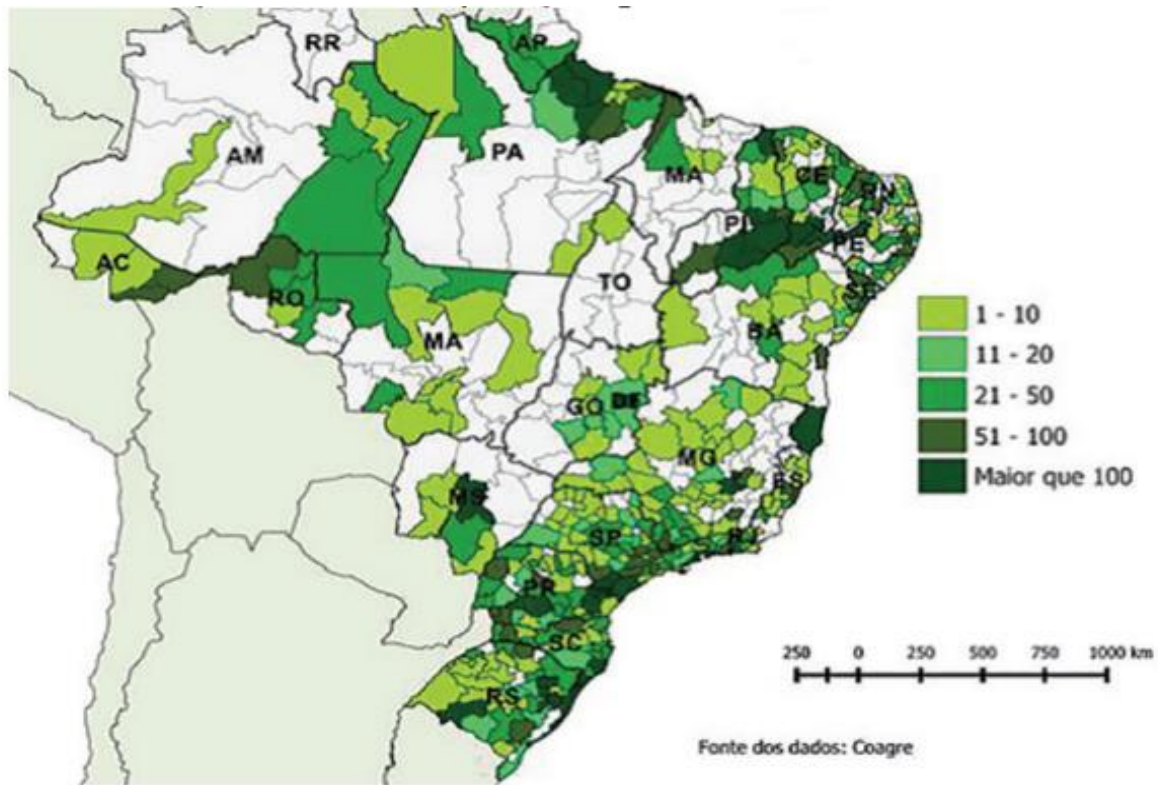 RR
AP
AM
PA
MA
CE
RN
PI
PE
AC
TO
SE
RO
BA
MA
GO
DF
MG
ES
MS
SP
RJ
PR
SC
RS
1 - 10
11 - 20
21 - 50
51 - 100
Maior que 100
250 0 250 500 750 1000 km
Fonte dos dados: Coagre